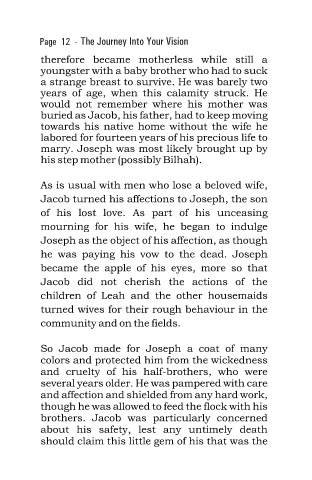 Page 12 - The Journey Into Your Vision
therefore became motherless while still a
youngster with a baby brother who had to suck
a strange breast to survive. He was barely two
years of age, when this calamity struck. He
would not remember where his mother was
buried as Jacob, his father, had to keep moving
towards his native home without the wife he
labored for fourteen years of his precious life to
marry. Joseph was most likely brought up by
his step mother (possibly Bilhah).
As is usual with men who lose a beloved wife,
Jacob turned his affections to Joseph, the son
of his lost love. As part of his unceasing
mourning for his wife, he began to indulge
Joseph as the object of his affection, as though
he was paying his vow to the dead. Joseph
became the apple of his eyes, more so that
Jacob did not cherish the actions of the
children of Leah and the other housemaids
turned wives for their rough behaviour in the
community and on the fields.
So Jacob made for Joseph a coat of many
colors and protected him from the wickedness
and cruelty of his half-brothers, who were
several years older. He was pampered with care
and affection and shielded from any hard work,
though he was allowed to feed the flock with his
brothers. Jacob was particularly concerned
about his safety, lest any untimely death
should claim this little gem of his that was the